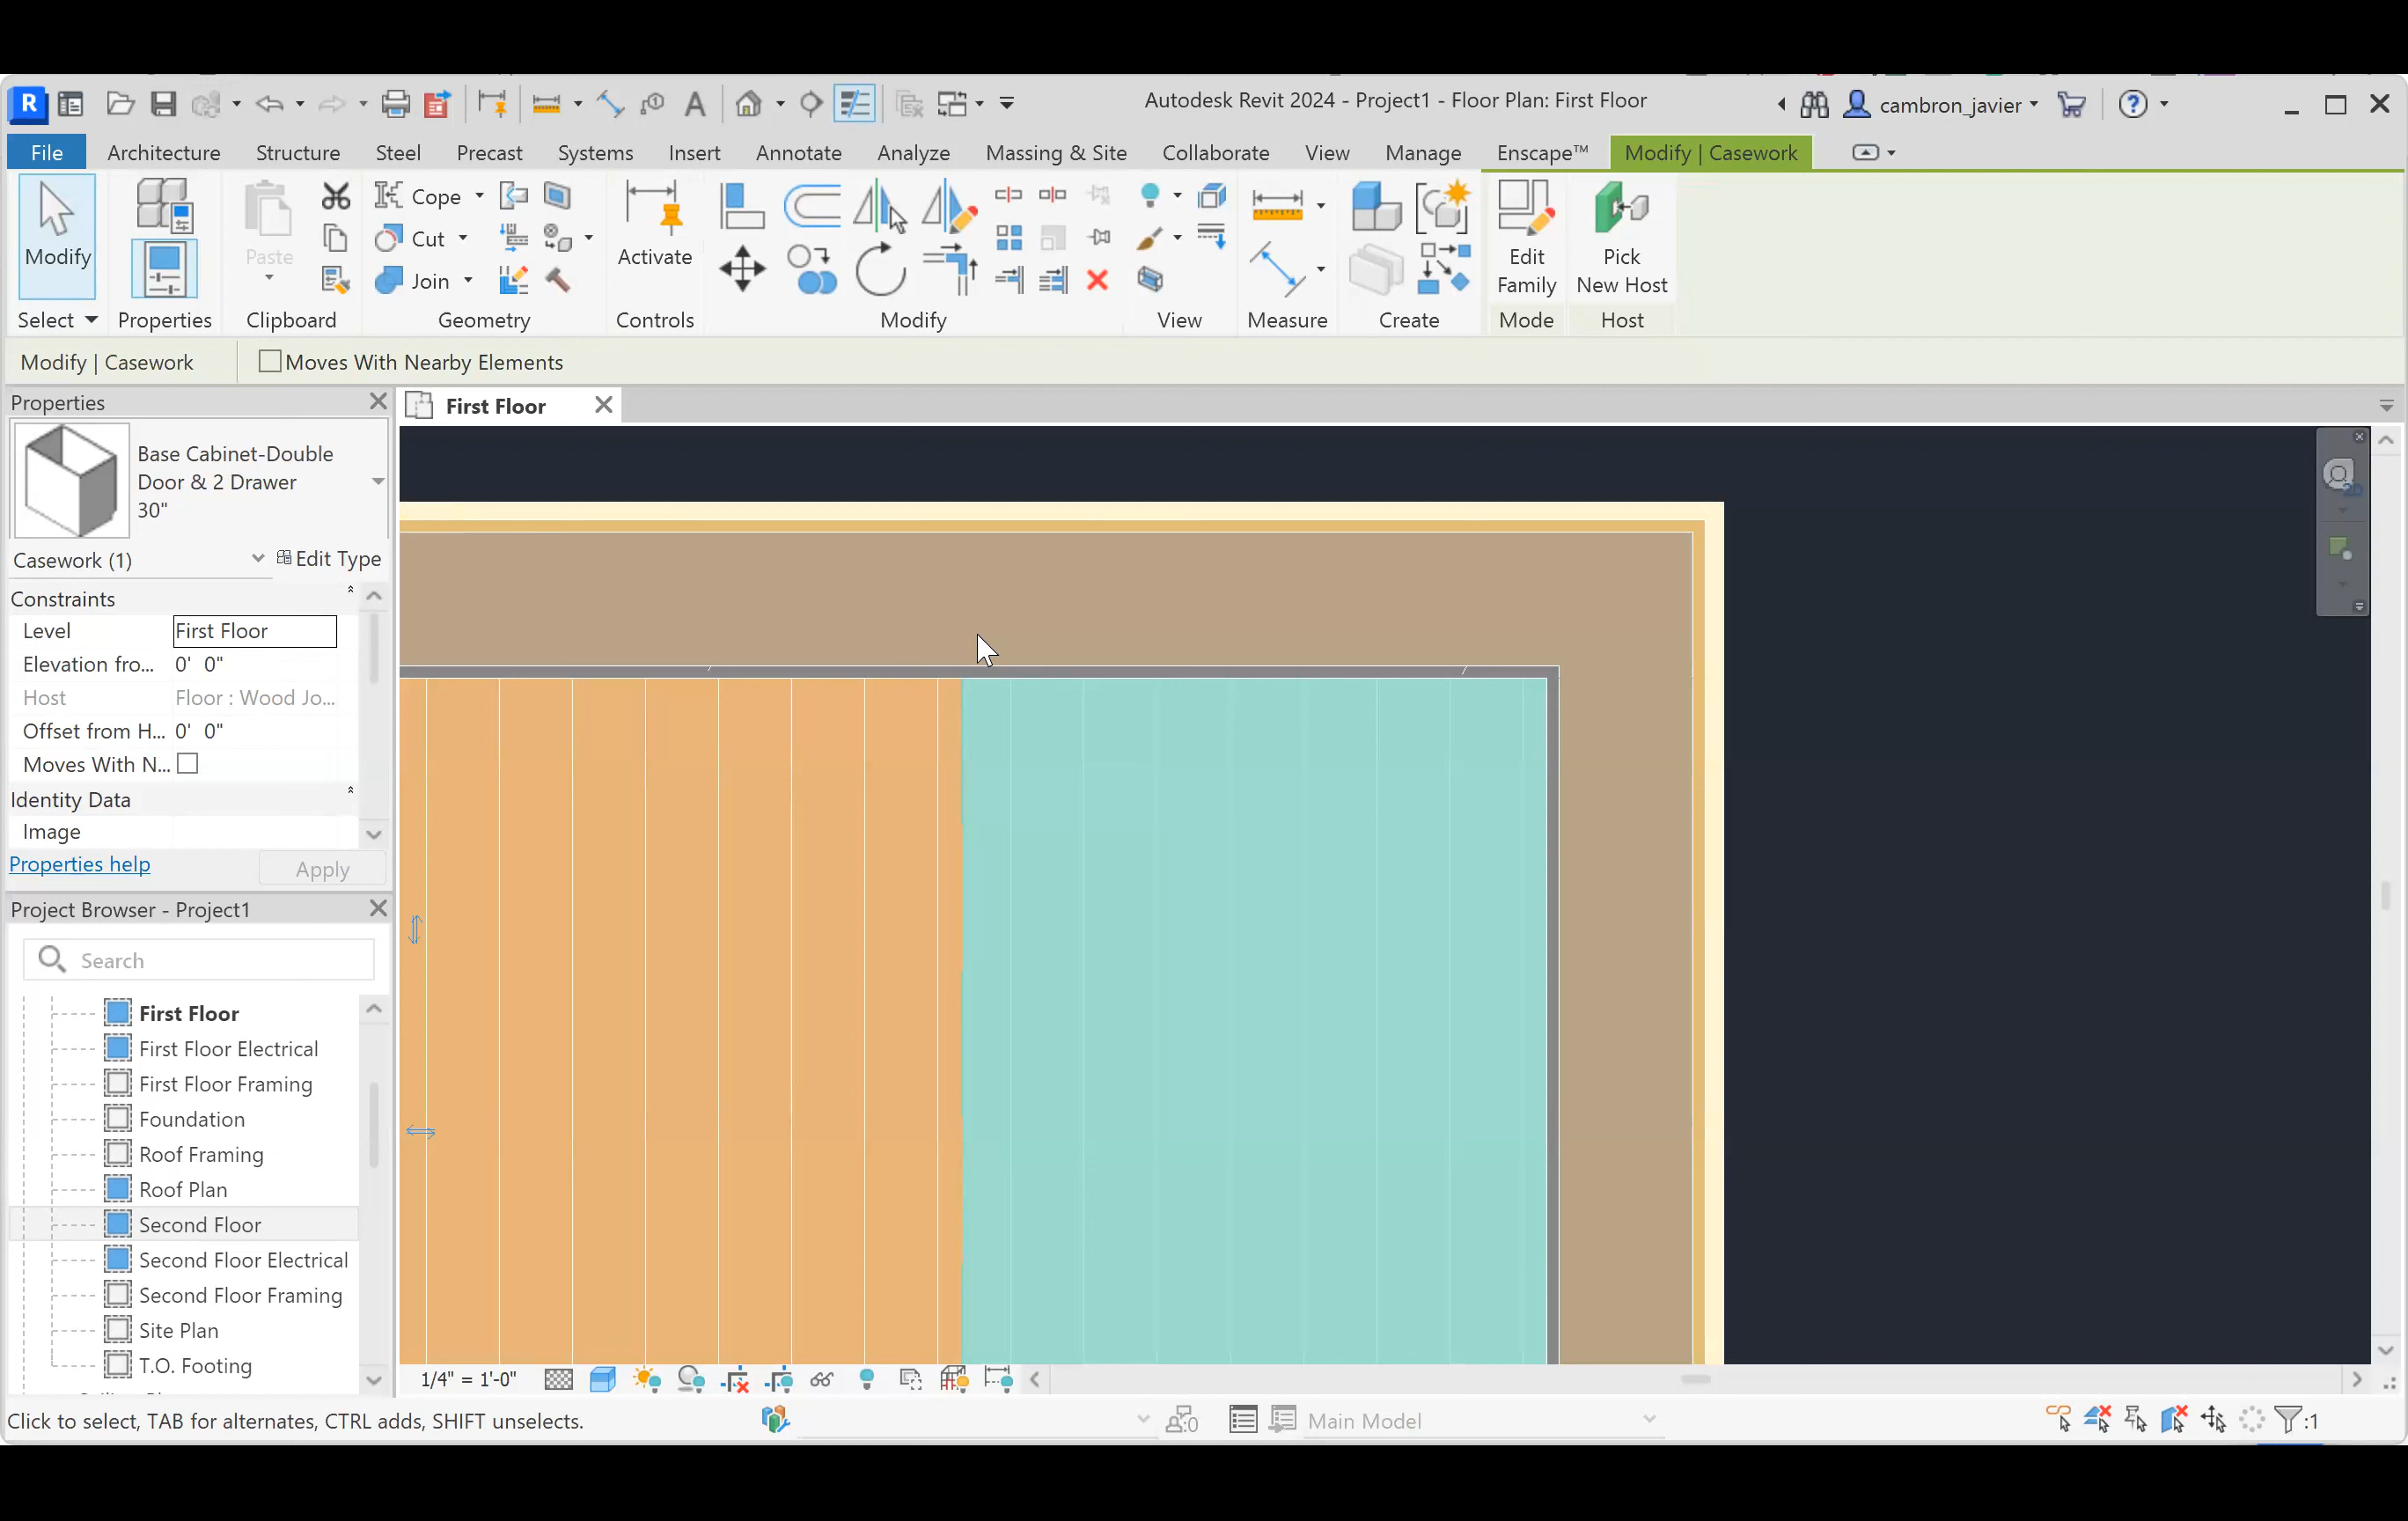 R
A
Autodesk Revit 2024 - Project1 - Floor Plan: First Floor
cambron_javier
File Architecture Structure Steel Precast Systems Insert Annotate Analyze Massing & Site Collaborate View Manage Enscape™ Modify | Casework
Cope
Cut
Join
Modify
Paste
Activate
Edit
Family
Pick
New Host
Select Properties Clipboard Geometry Controls Modify View Measure Create Mode Host
Modify | Casework Moves With Nearby Elements
Properties
First Floor
Base Cabinet-Double
Door & 2 Drawer
30"
Casework (1) Edit Type
Constraints
Level First Floor
Elevation fro... 0' 0"
Host Floor : Wood Jo...
Offset from H... 0' 0"
Moves With N...
Identity Data
Image
Properties help Apply
Project Browser - Project1
Search
First Floor
First Floor Electrical
First Floor Framing
Foundation
Roof Framing
Roof Plan
Second Floor
Second Floor Electrical
Second Floor Framing
Site Plan
T.O. Footing
2D
1/4" = 1'-0"
Click to select, TAB for alternates, CTRL adds, SHIFT unselects.
:0
Main Model
:1